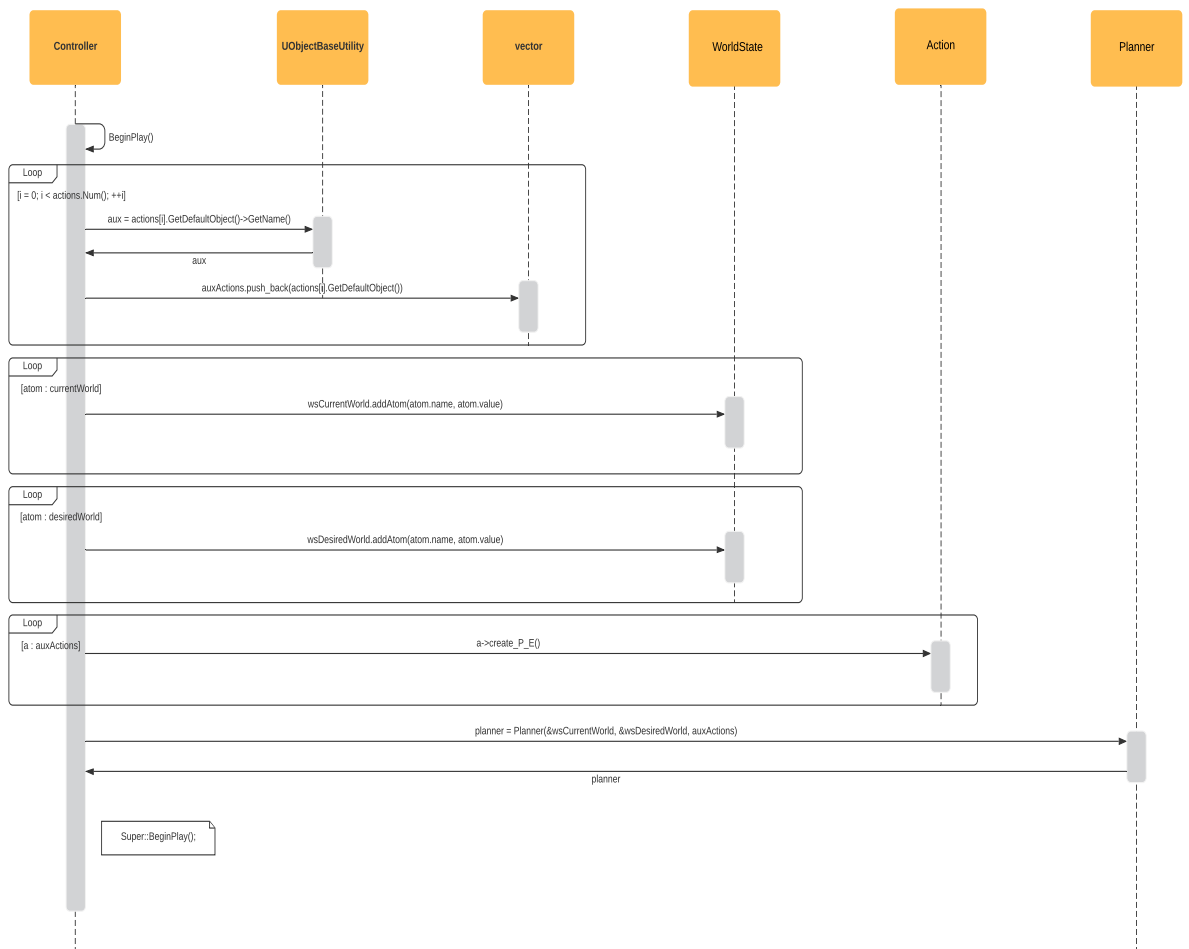 Controller
UObjectBaseUtility
vector
WorldState
Action
Planner
BeginPlay()
Loop
[i = 0; i < actions.Num(); ++i]
aux = actions[i].GetDefaultObject()->GetName()
aux
auxActions.push_back(actions[i].GetDefaultObject())
Loop
[atom : currentWorld]
wsCurrentWorld.addAtom(atom.name, atom.value)
Loop
[atom : desiredWorld]
wsDesiredWorld.addAtom(atom.name, atom.value)
Loop
[a : auxActions]
a->create_P_E()
planner = Planner(&wsCurrentWorld, &wsDesiredWorld, auxActions)
planner
Super::BeginPlay();